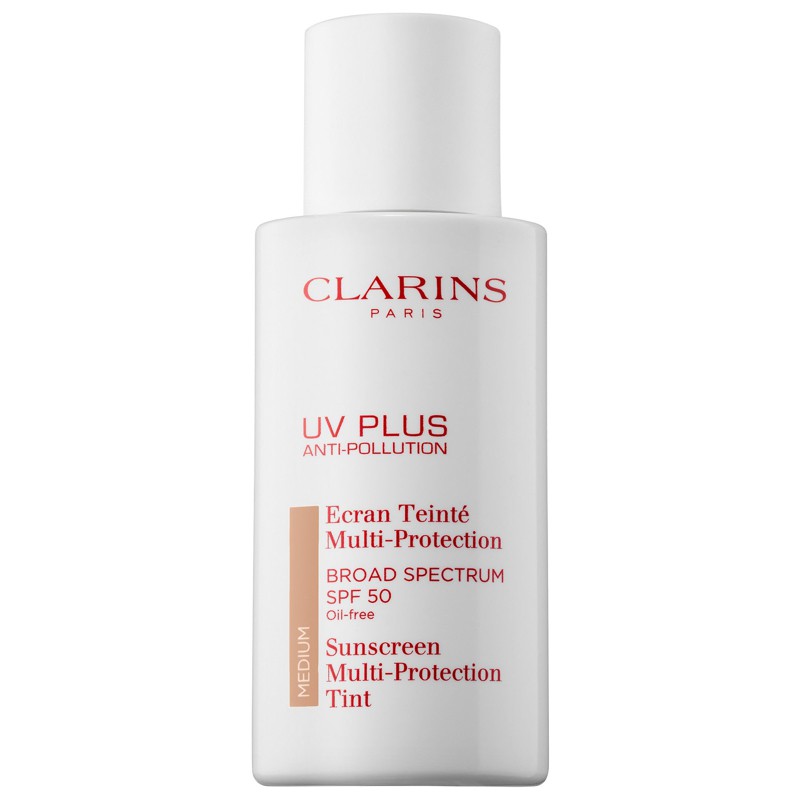 CLARINS
PARIS
UV PLUS
ANTI-POLLUTION
Ecran Teinté
Multi-Protection
BROAD SPECTRUM
SPF 50
Oil-free
MEDIUM
Sunscreen
Multi-Protection
Tint